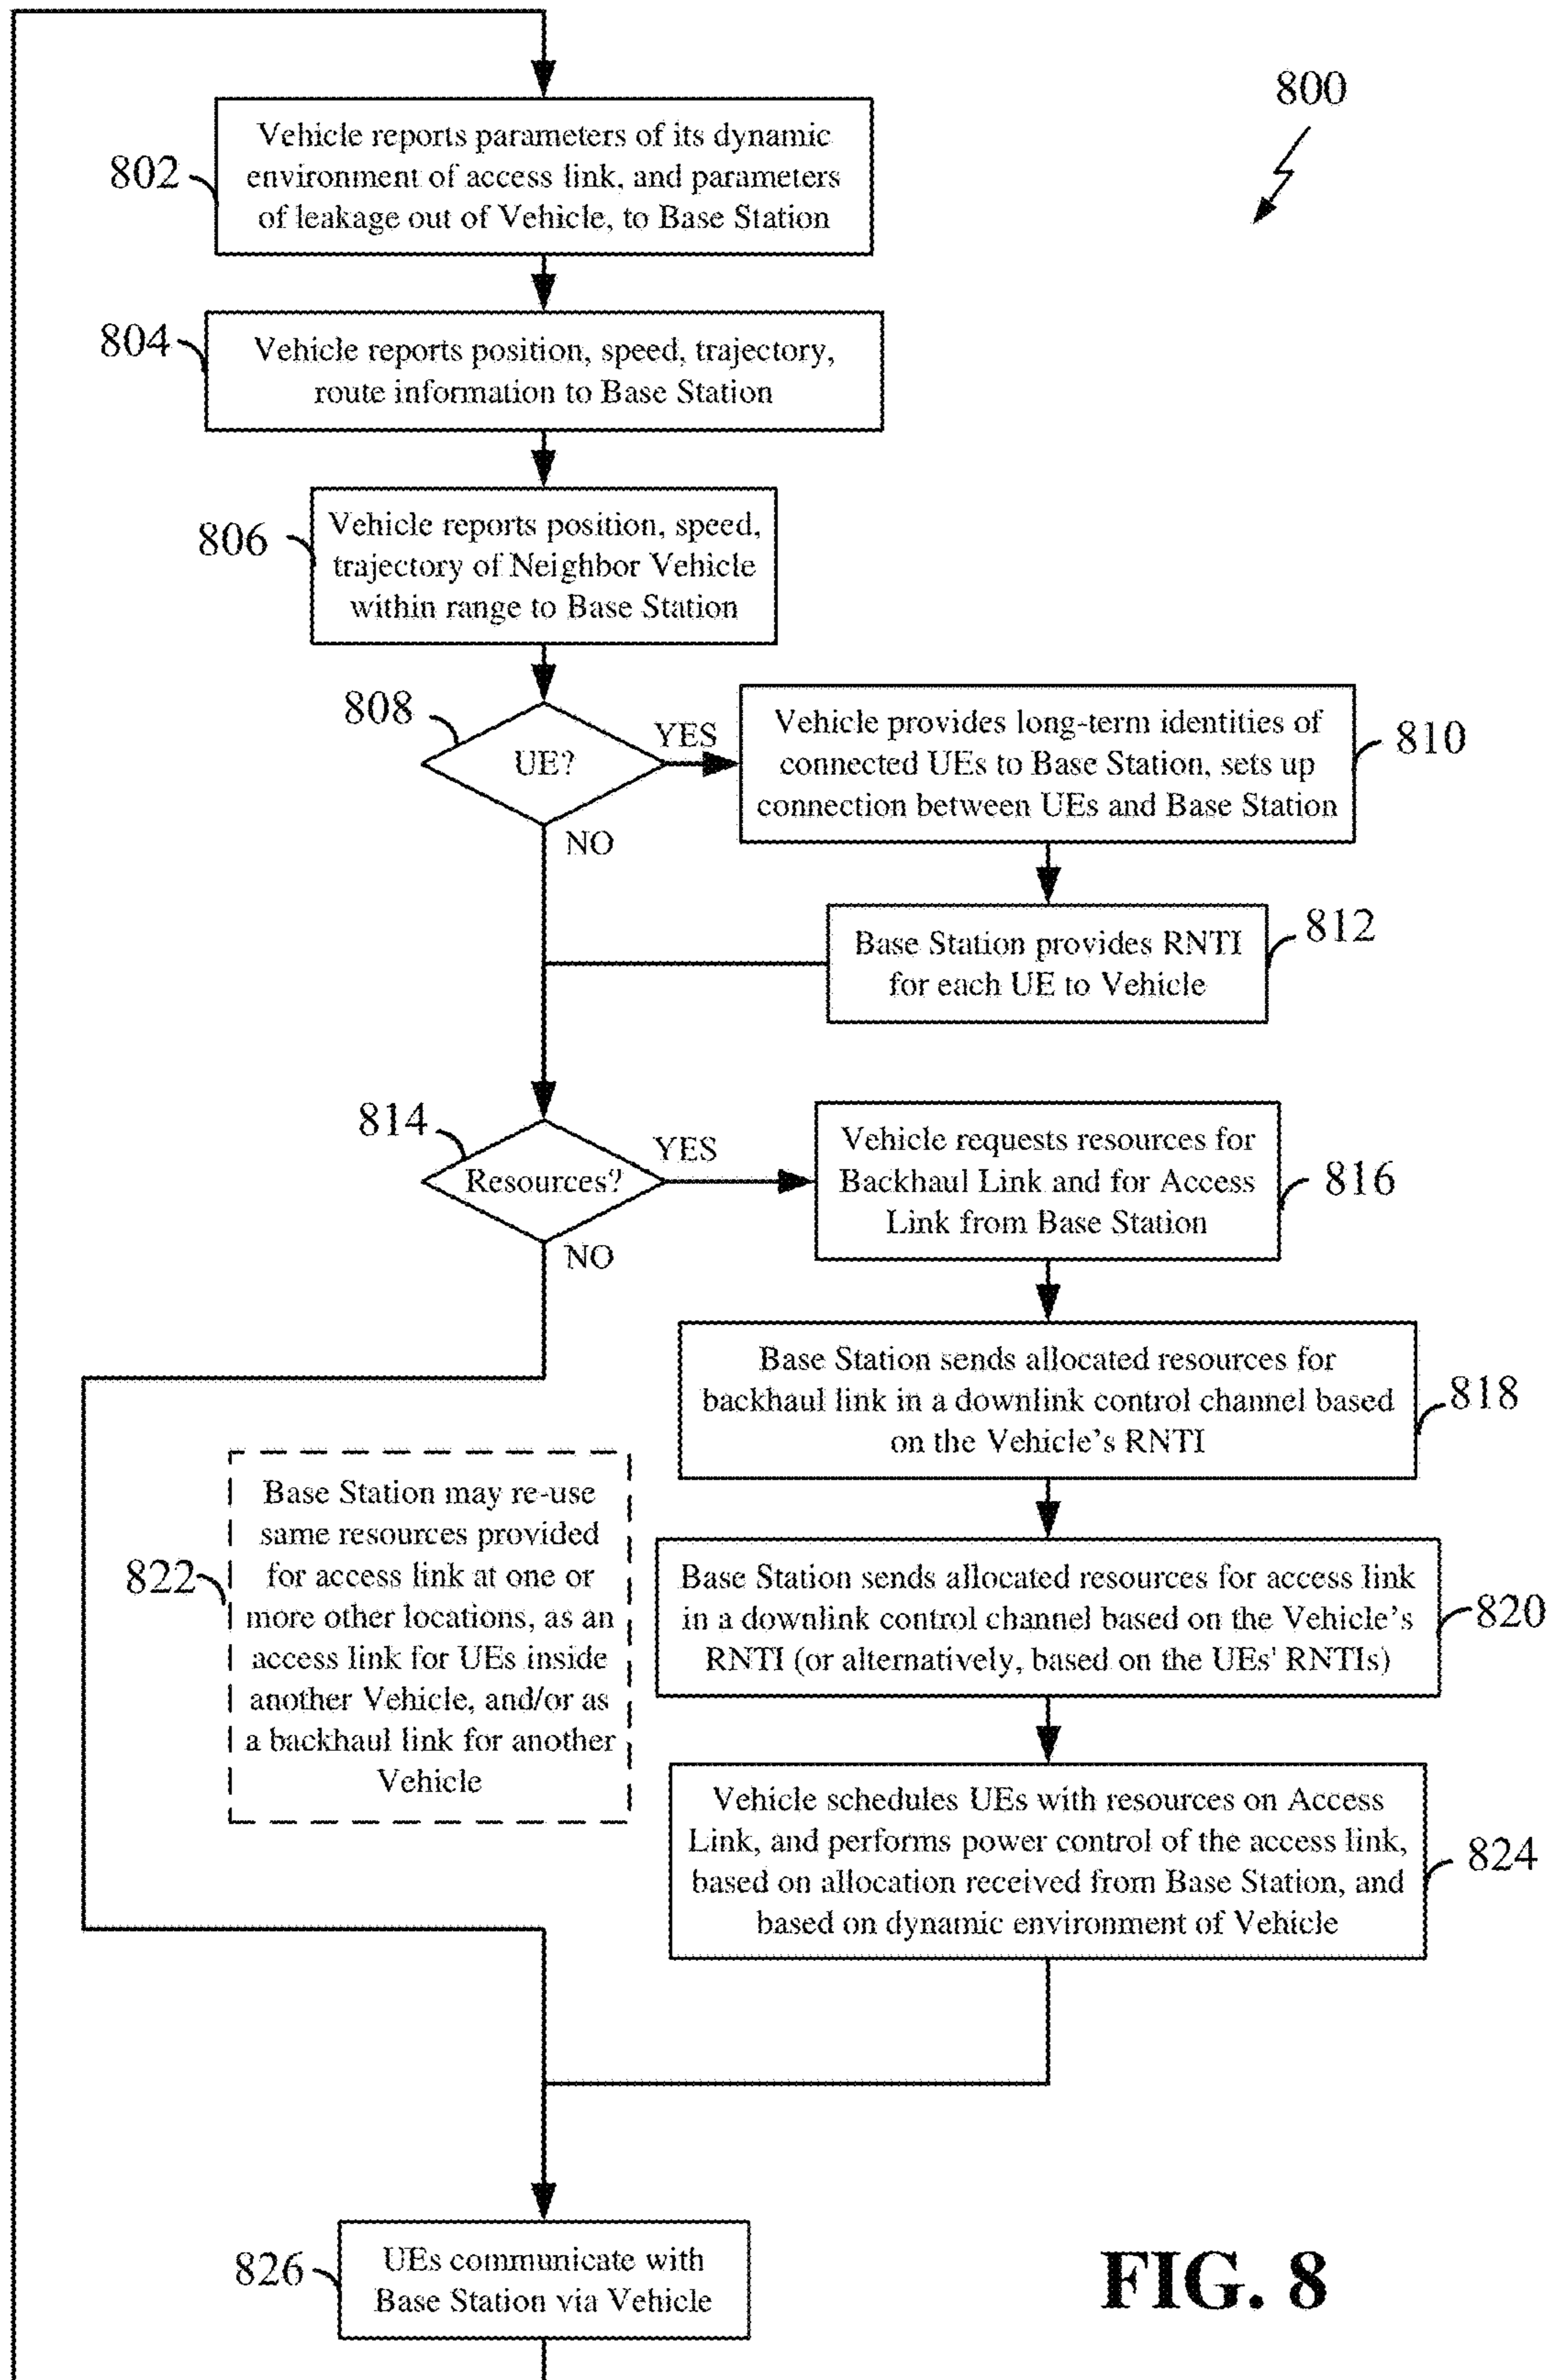 800
802
Vehicle reports parameters of its dynamic
environment of access link, and parameters
of leakage out of Vehicle, to Base Station
804
Vehicle reports position, speed, trajectory,
route information to Base Station
806
Vehicle reports position, speed,
trajectory of Neighbor Vehicle
within range to Base Station
808
UE?
YES
NO
Vehicle provides long-term identities of
connected UEs to Base Station, sets up
connection between UEs and Base Station
810
Base Station provides RNTI
for each UE to Vehicle
812
814
Resources?
YES
NO
Vehicle requests resources for
Backhaul Link and for Access
Link from Base Station
816
Base Station sends allocated resources for
backhaul link in a downlink control channel based
on the Vehicle's RNTI
818
Base Station sends allocated resources for access link
in a downlink control channel based on the Vehicle's
RNTI (or alternatively, based on the UEs' RNTIs)
820
822
Base Station may re-use
same resources provided
for access link at one or
more other locations, as an
access link for UEs inside
another Vehicle, and/or as
a backhaul link for another
Vehicle
Vehicle schedules UEs with resources on Access
Link, and performs power control of the access link,
based on allocation received from Base Station, and
based on dynamic environment of Vehicle
824
826
UEs communicate with
Base Station via Vehicle
FIG. 8